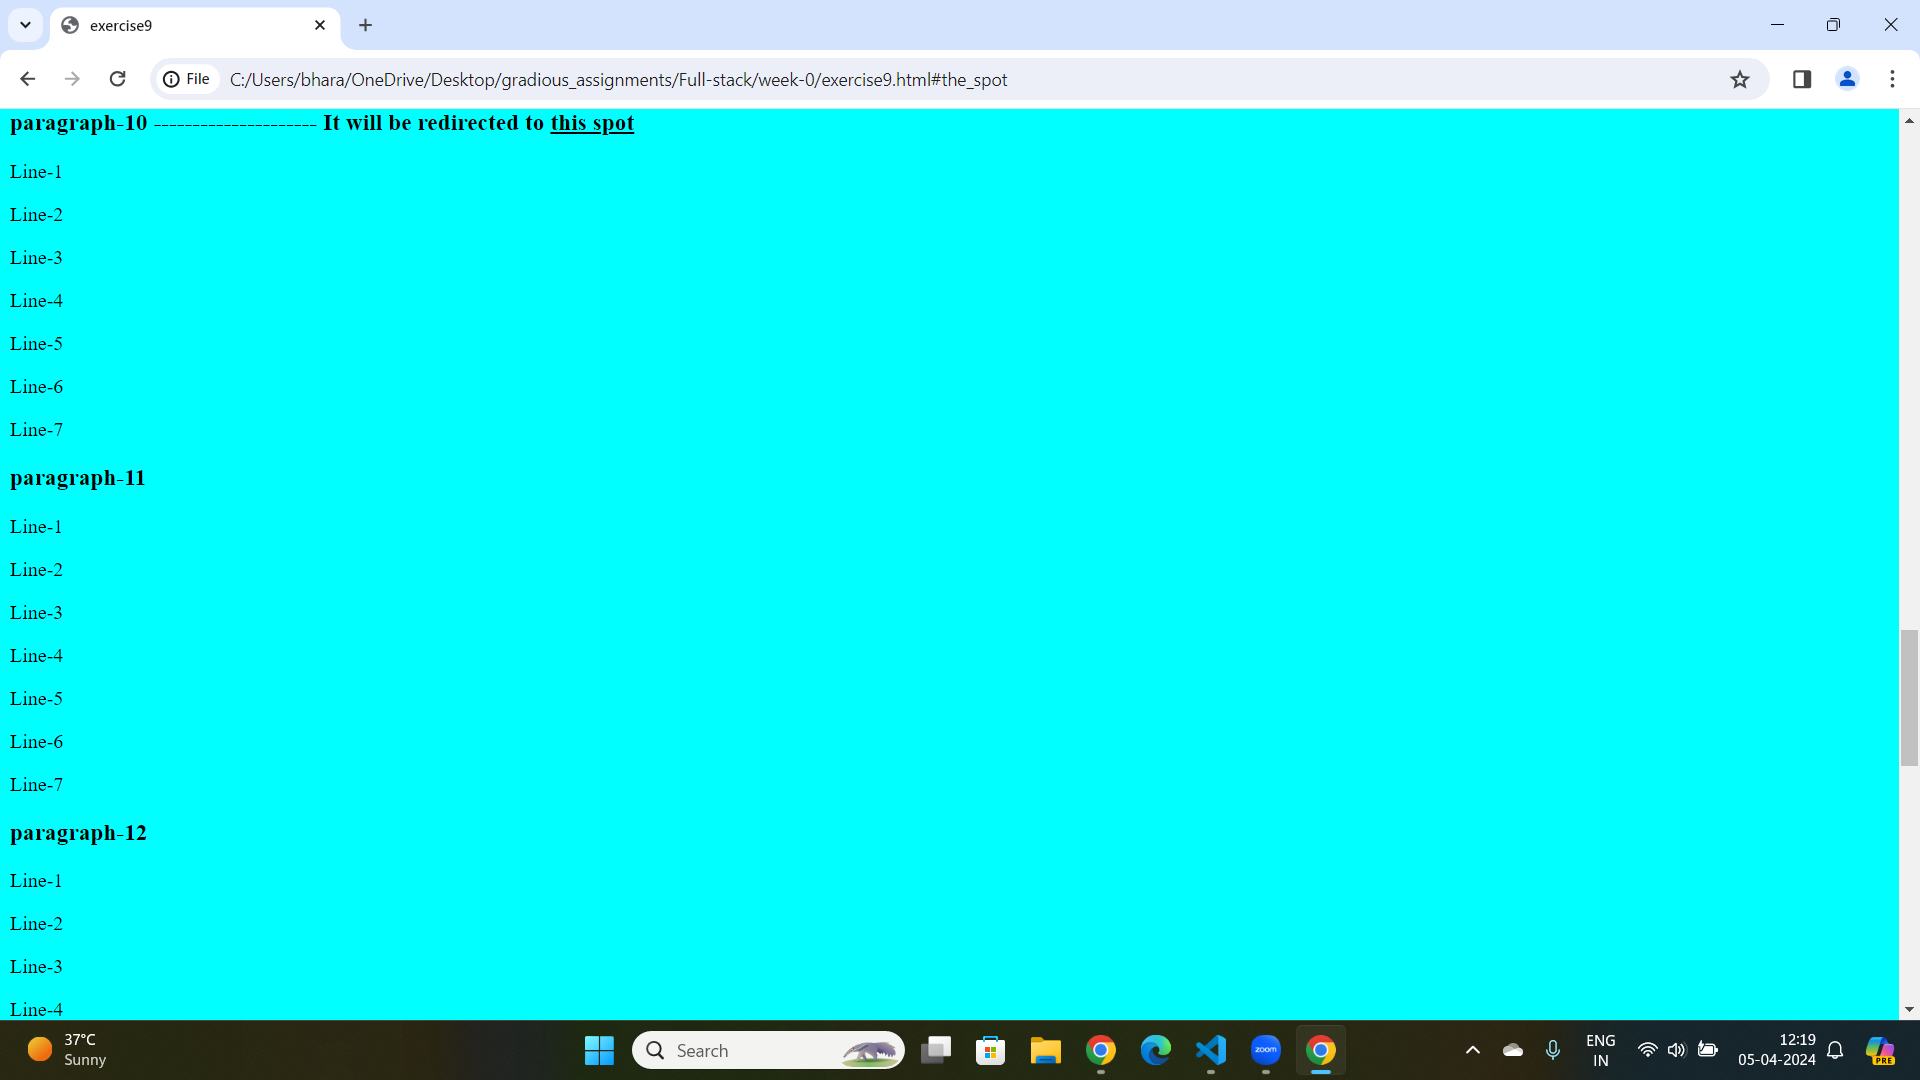 exercise9
File C:/Users/bhara/OneDrive/Desktop/gradious_assignments/Full-stack/week-0/exercise9.html#the_spot
paragraph-10 --------------------- It will be redirected to this spot
Line-1
Line-2
Line-3
Line-4
Line-5
Line-6
Line-7
paragraph-11
Line-1
Line-2
Line-3
Line-4
Line-5
Line-6
Line-7
paragraph-12
Line-1
Line-2
Line-3
Line-4
37°C
Sunny
Search
zoom
ENG
IN
12:19
05-04-2024
PRE